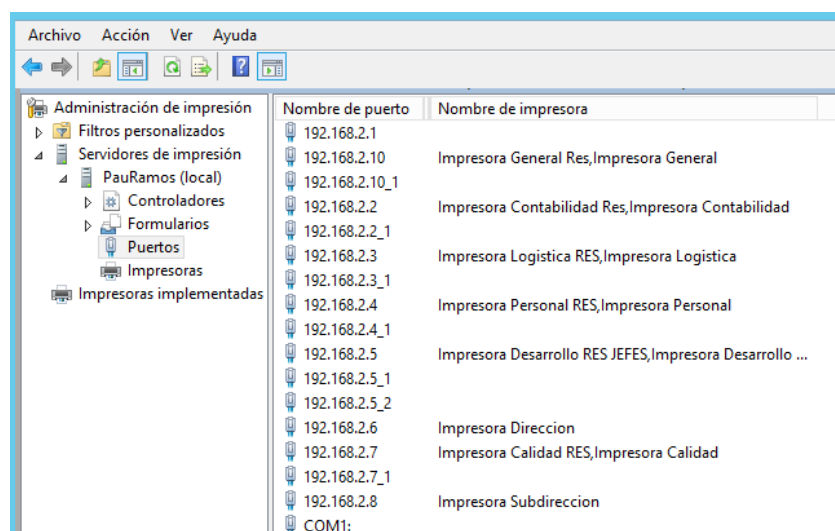 Archivo Acción Ver Ayuda
Administración de impresión
Filtros personalizados
Servidores de impresión
PauRamos (local)
Controladores
Formularios
Puertos
Impresoras
Impresoras implementadas
Nombre de puerto Nombre de impresora
192.168.2.1
192.168.2.10 Impresora General Res,Impresora General
192.168.2.10_1
192.168.2.2 Impresora Contabilidad Res,Impresora Contabilidad
192.168.2.2_1
192.168.2.3 Impresora Logistica RES,Impresora Logistica
192.168.2.3_1
192.168.2.4 Impresora Personal RES,Impresora Personal
192.168.2.4_1
192.168.2.5 Impresora Desarrollo RES JEFES,Impresora Desarrollo ...
192.168.2.5_1
192.168.2.5_2
192.168.2.6 Impresora Direccion
192.168.2.7 Impresora Calidad RES,Impresora Calidad
192.168.2.7_1
192.168.2.8 Impresora Subdireccion
COM1: